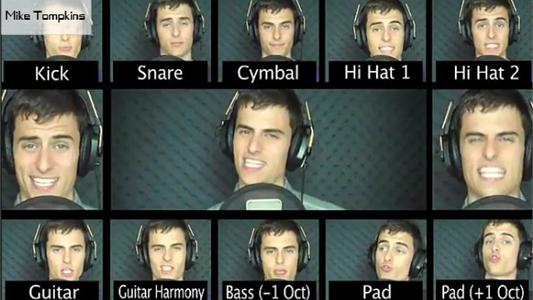 Mike Tompkins
Kick
Snare
Cymbal
Hi Hat 1
Hi Hat 2
Guitar
Guitar Harmony
Bass (-1 Oct)
Pad
Pad (+1 Oct)